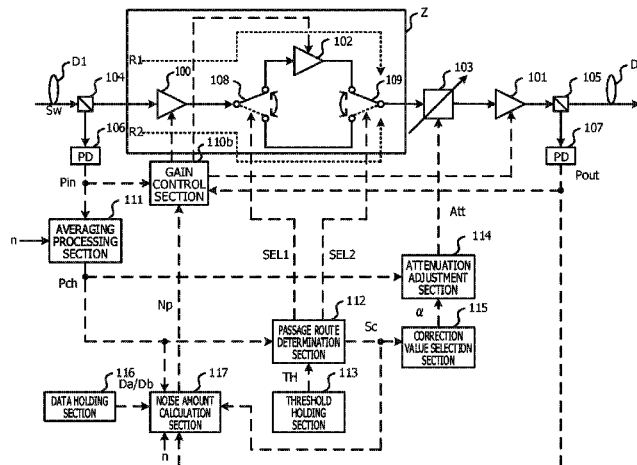 Z
D1
R1
102
104
100
108
109
103
101
105
D
Sw
106
R2
107
PD
110b
PD
Pin
GAIN
CONTROL
SECTION
Pout
111
n
AVERAGING
PROCESSING
SECTION
SEL1
SEL2
Att
114
Pch
ATTENUATION
ADJUSTMENT
SECTION
Np
112
α
115
PASSAGE ROUTE
DETERMINATION
SECTION
Sc
CORRECTION
VALUE SELECTION
SECTION
116
117
TH
113
Da/Db
DATA HOLDING
SECTION
NOISE AMOUNT
CALCULATION
SECTION
THRESHOLD
HOLDING
SECTION
n